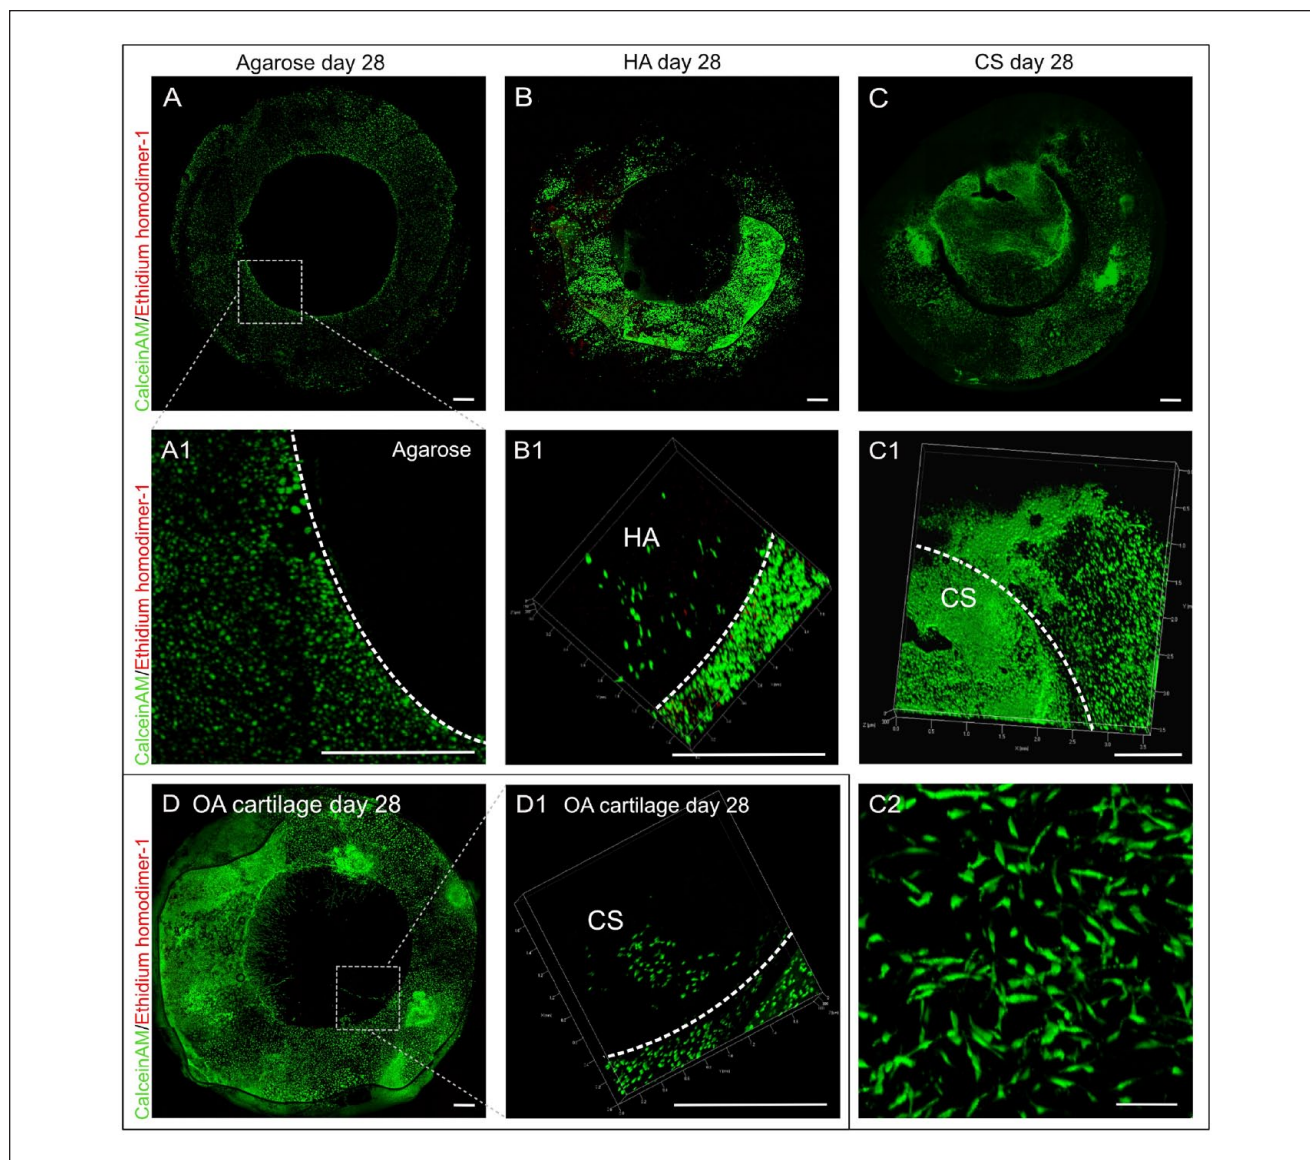 Agarose day 28
HA day 28
CS day 28
CalceinAM/Ethidium homodimer-1
A
B
C
CalceinAM/Ethidium homodimer-1
A1
Agarose
B1
HA
C1
CS
CalceinAM/Ethidium homodimer-1
D OA cartilage day 28
D1 OA cartilage day 28
CS
C2